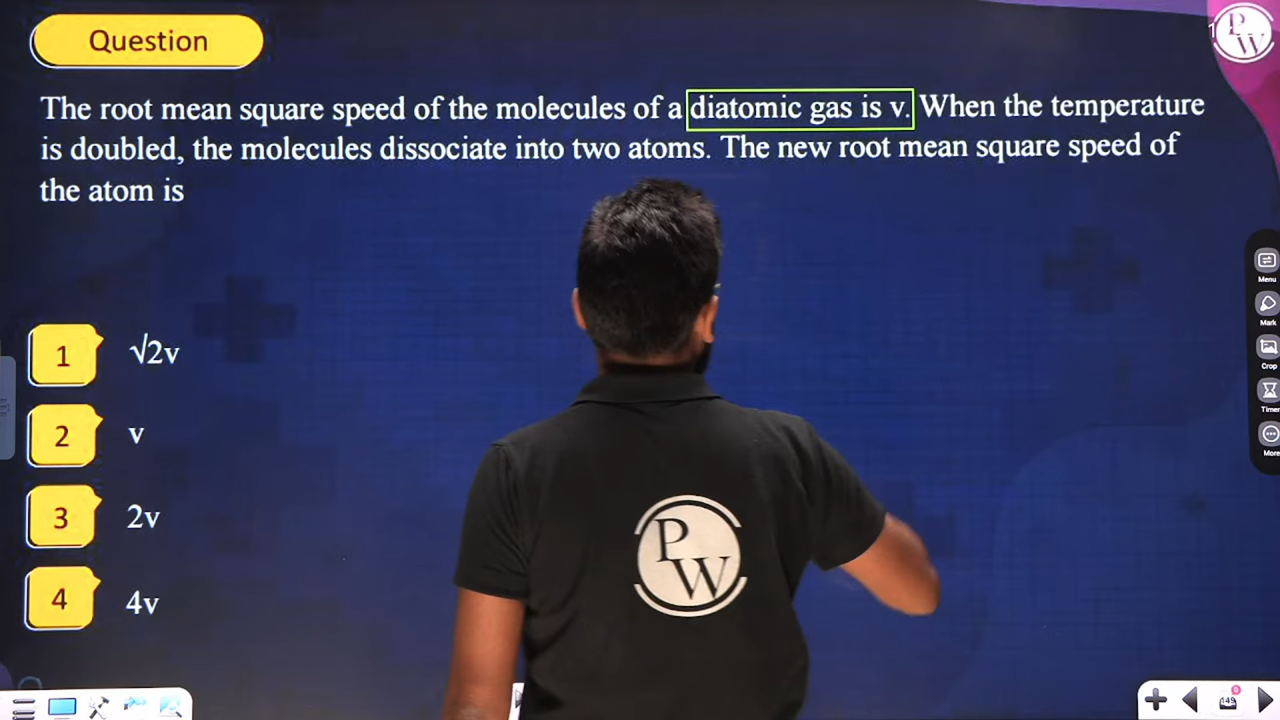 Question
The root mean square speed of the molecules of a diatomic gas is v. When the temperature
is doubled, the molecules dissociate into two atoms. The new root mean square speed of
the atom is
1 √2v
2 v
3 2v
4 4v
PW
PW
Menu
Mark
Crop
Timer
More